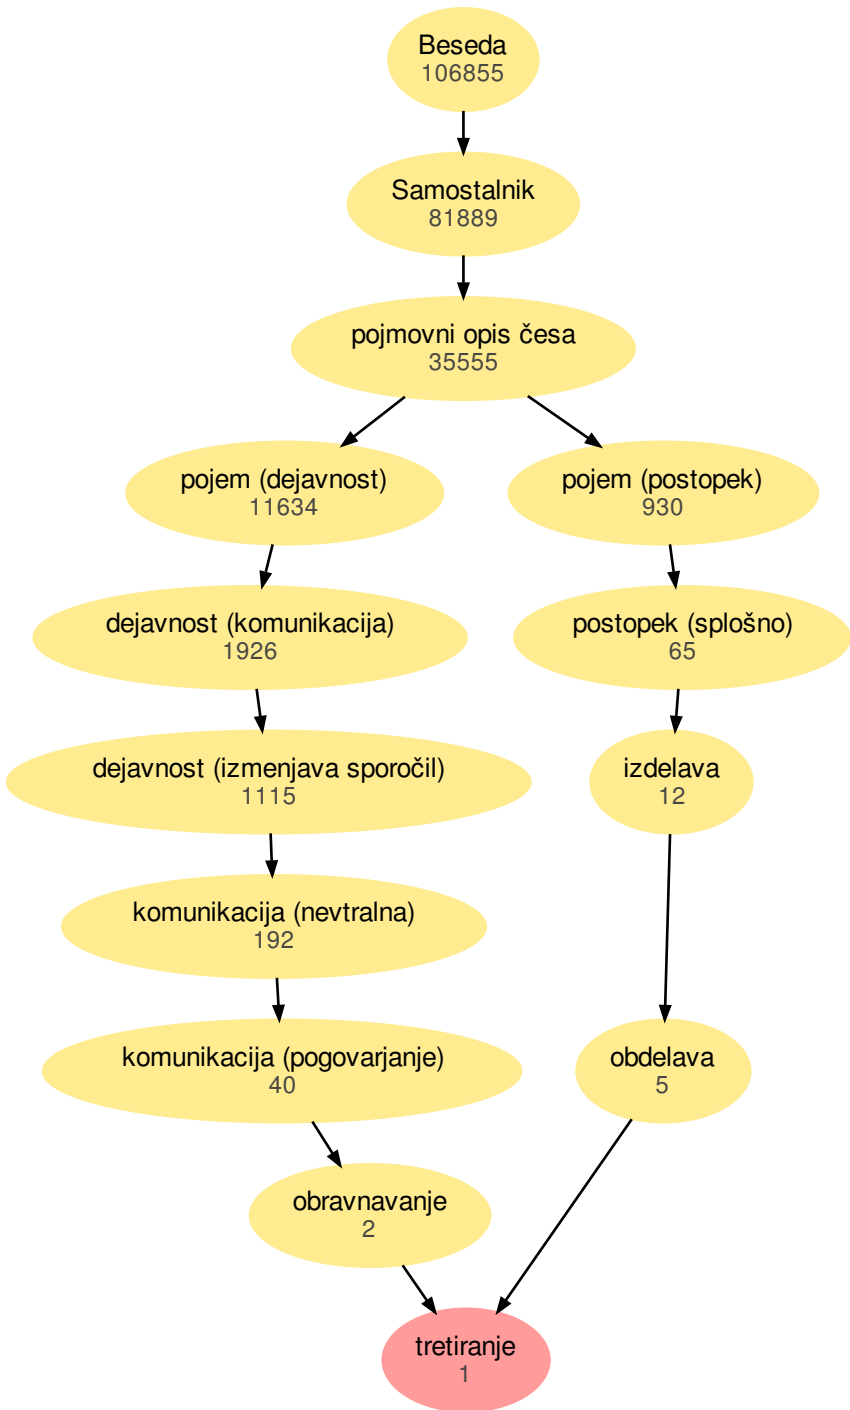 Beseda
106855
Samostalnik
81889
pojmovni opis česa
35555
pojem (dejavnost)
11634
pojem (postopek)
930
dejavnost (komunikacija)
1926
postopek (splošno)
65
dejavnost (izmenjava sporočil)
1115
izdelava
12
komunikacija (nevtralna)
192
komunikacija (pogovarjanje)
40
obdelava
5
obravnavanje
2
tretiranje
1